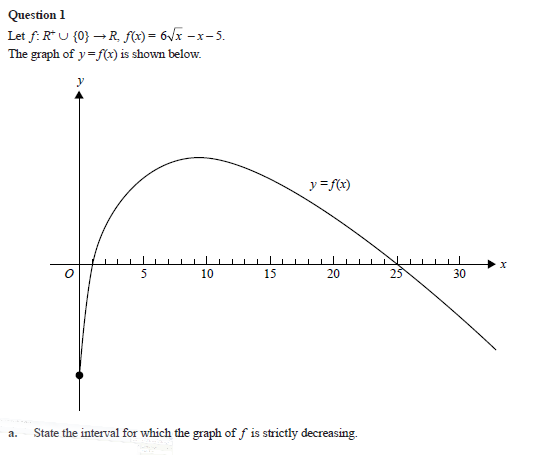 Question 1
Let f: R⁺ ∪ {0} → R, f(x) = 6√x − x − 5.
The graph of y = f(x) is shown below.
y
y = f(x)
O 5 10 15 20 25 30 x
a. State the interval for which the graph of f is strictly decreasing.